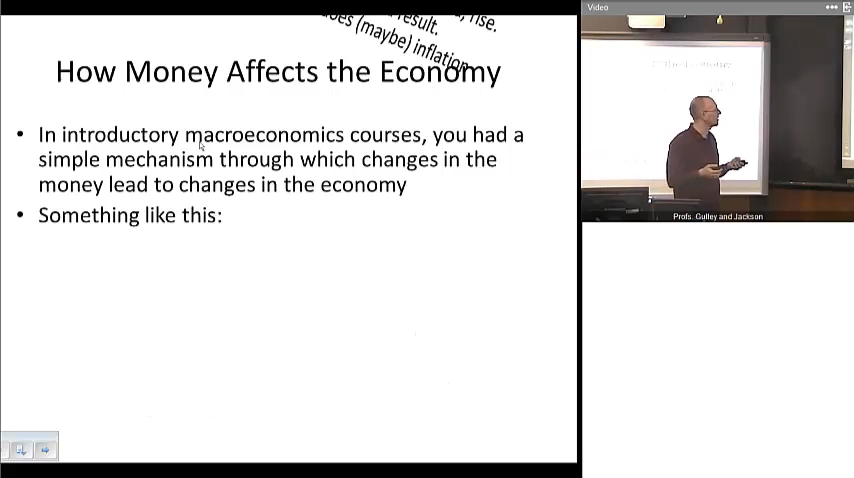 rise.
result.
(maybe) inflation
How Money Affects the Economy
• In introductory macroeconomics courses, you had a
simple mechanism through which changes in the
money lead to changes in the economy
• Something like this:
Video
Profs. Gulley and Jackson